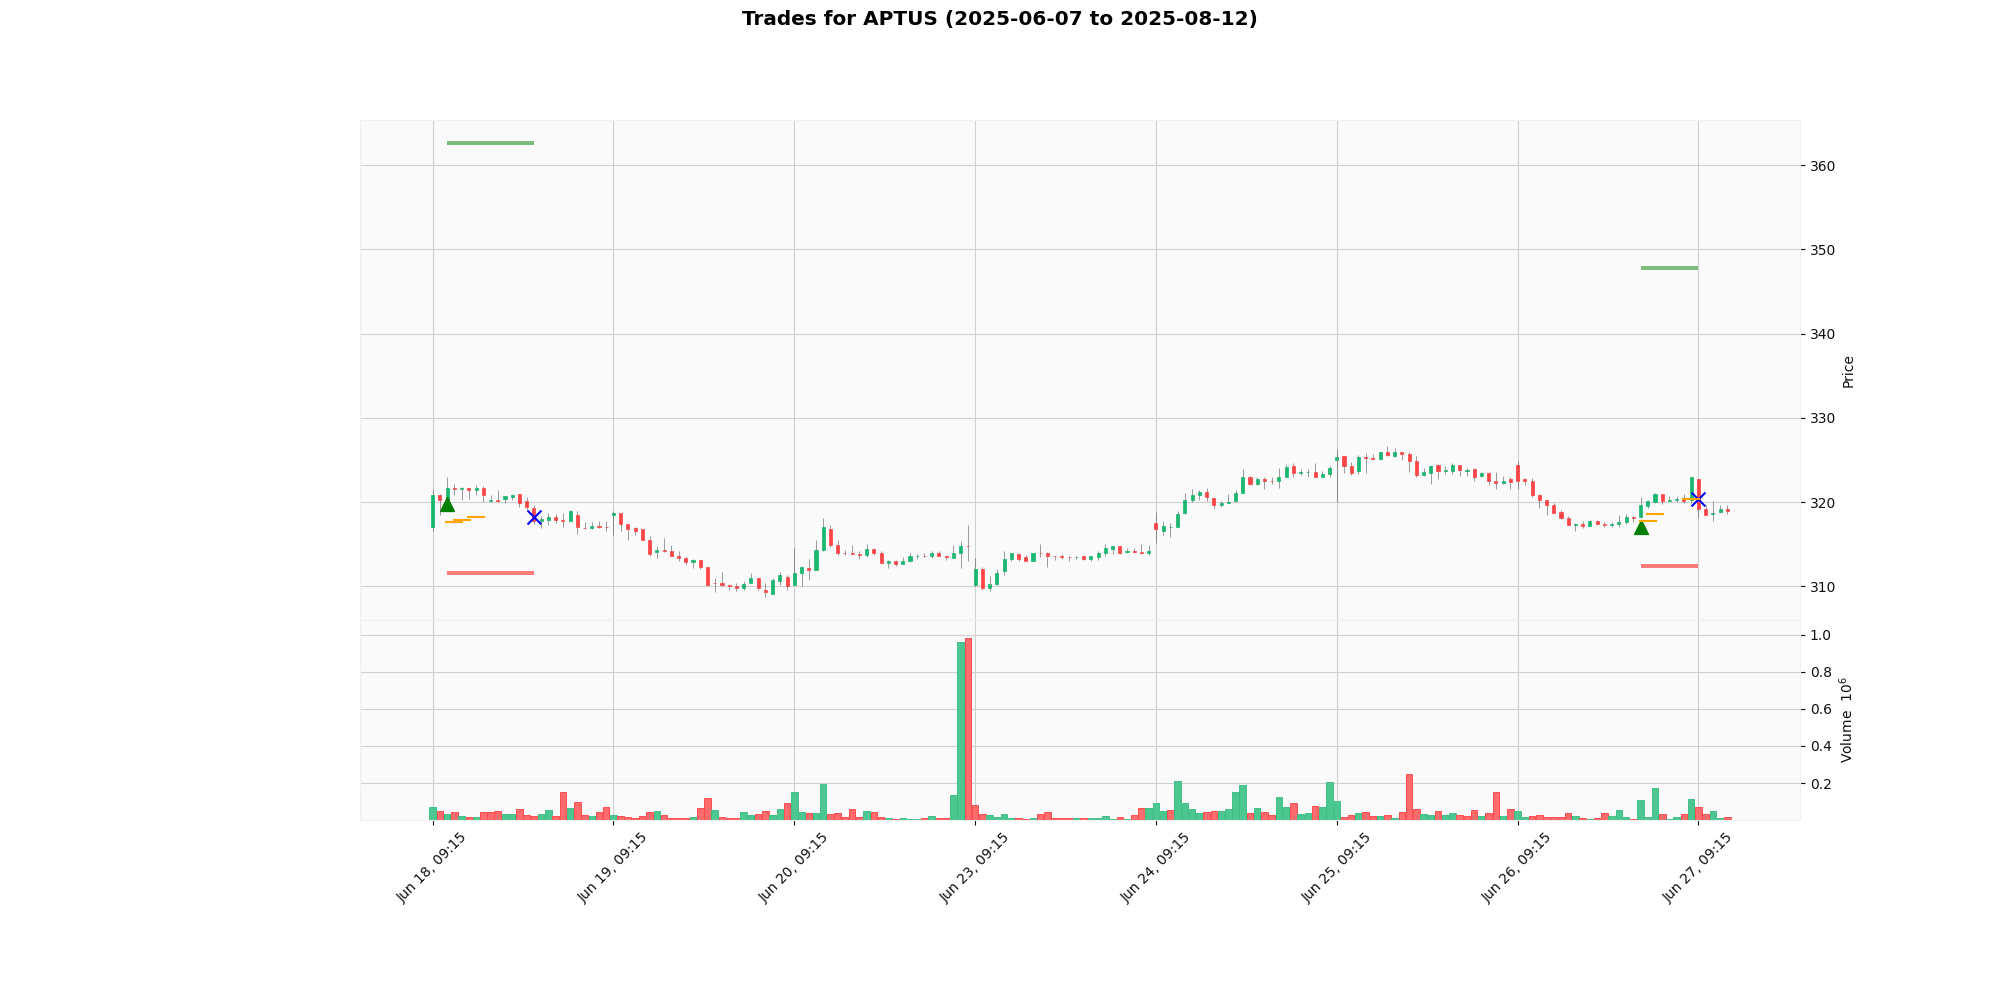 Trades for APTUS (2025-06-07 to 2025-08-12)
360
350
340
330
320
310
Price
1.0
0.8
0.6
0.4
0.2
Volume 10^6
Jun 18, 09:15
Jun 19, 09:15
Jun 20, 09:15
Jun 23, 09:15
Jun 24, 09:15
Jun 25, 09:15
Jun 26, 09:15
Jun 27, 09:15